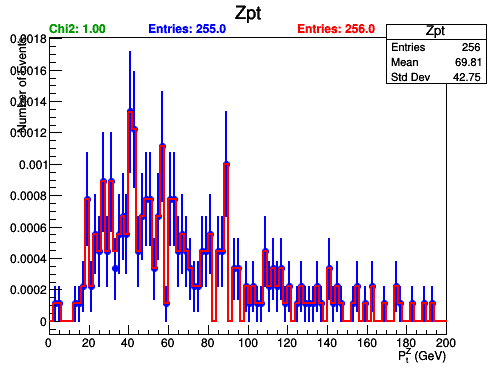 Zpt
Chi2: 1.00 Entries: 255.0 Entries: 256.0
Zpt
Entries 256
Mean 69.81
Std Dev 42.75
Number of Events
0.0018
0.0016
0.0014
0.0012
0.001
0.0008
0.0006
0.0004
0.0002
0
0 20 40 60 80 100 120 140 160 180 200
P_t^Z (GeV)